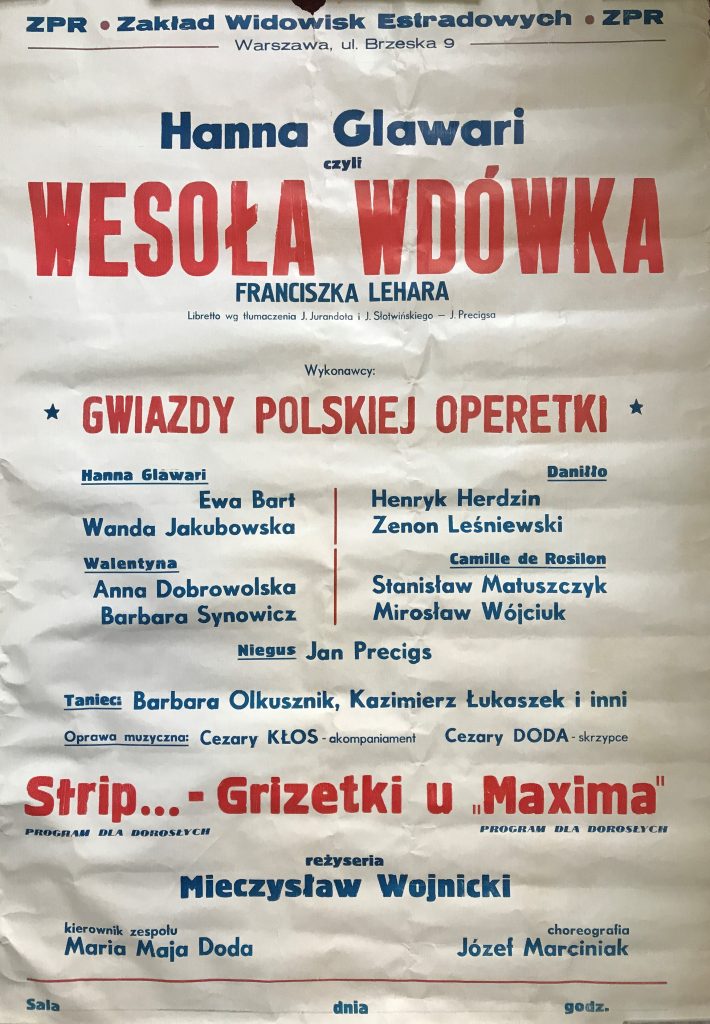 ZPR • Zakład Widowisk Estradowych • ZPR
Warszawa, ul. Brzeska 9
Hanna Glawari
czyli
WESOŁA WDÓWKA
FRANCISZKA LEHARA
Libretto wg tłumaczenia J. Jurandota i J. Słotwińskiego — J. Precigsa
Wykonawcy:
★ GWIAZDY POLSKIEJ OPERETKI ★
Hanna Glawari
Ewa Bart
Wanda Jakubowska
Daniłło
Henryk Herdzin
Zenon Leśniewski
Walentyna
Anna Dobrowolska
Barbara Synowicz
Camille de Rosilon
Stanisław Matuszczyk
Mirosław Wójciuk
Niegus Jan Precigs
Taniec: Barbara Olkusznik, Kazimierz Łukaszek i inni
Oprawa muzyczna: Cezary KŁOS - akompaniament Cezary DODA - skrzypce
Strip... - Grizetki u „Maxima"
PROGRAM DLA DOROSŁYCH PROGRAM DLA DOROSŁYCH
reżyseria
Mieczysław Wojnicki
kierownik zespołu
Maria Maja Doda
choreografia
Józef Marciniak
Sala dnia godz.